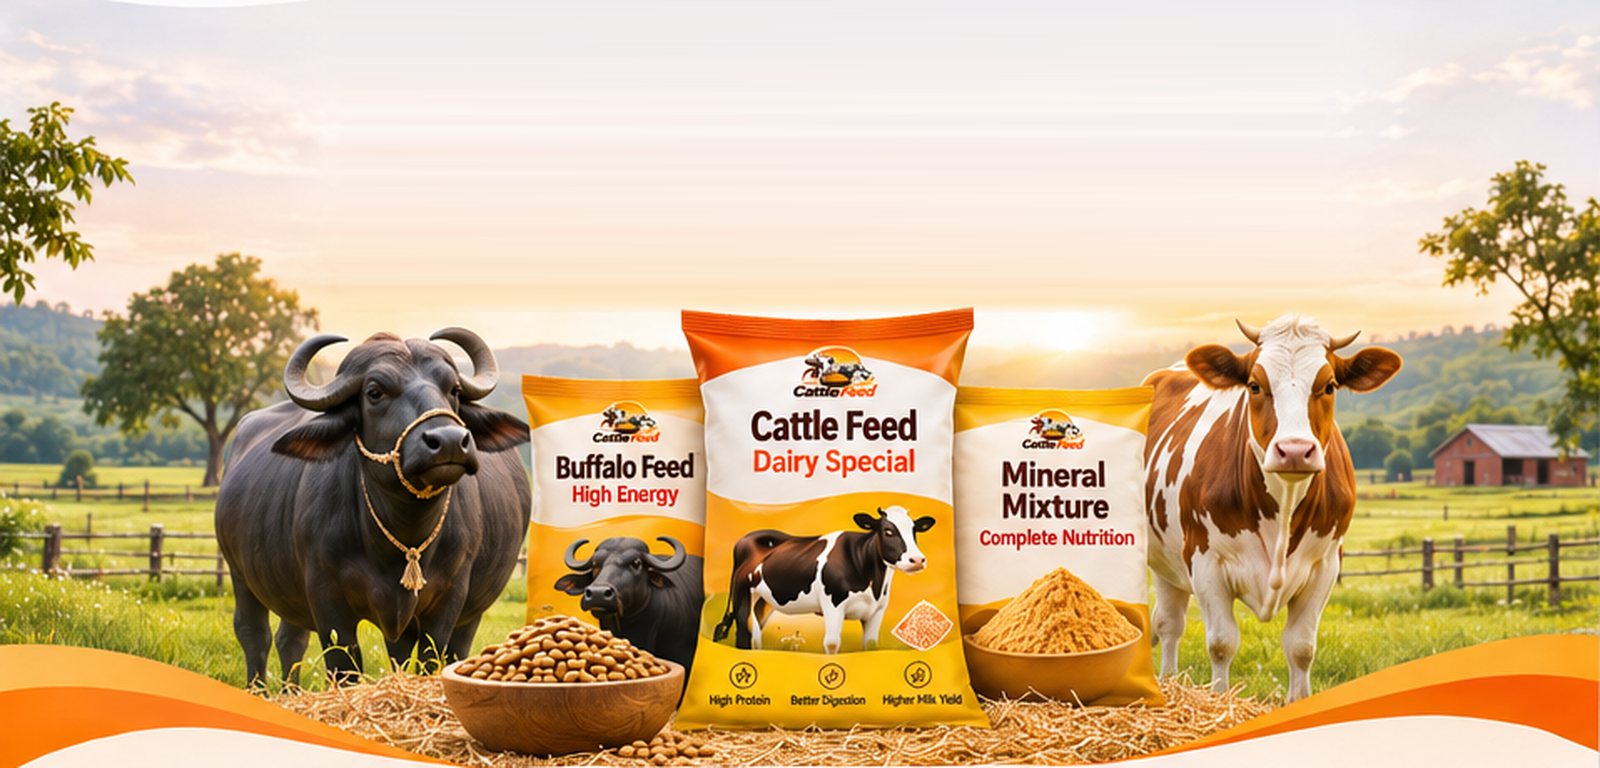 Cattle Feed
Buffalo Feed
High Energy
Cattle Feed
Cattle Feed
Dairy Special
High Protein
Better Digestion
Higher Milk Yield
Cattle Feed
Mineral
Mixture
Complete Nutrition